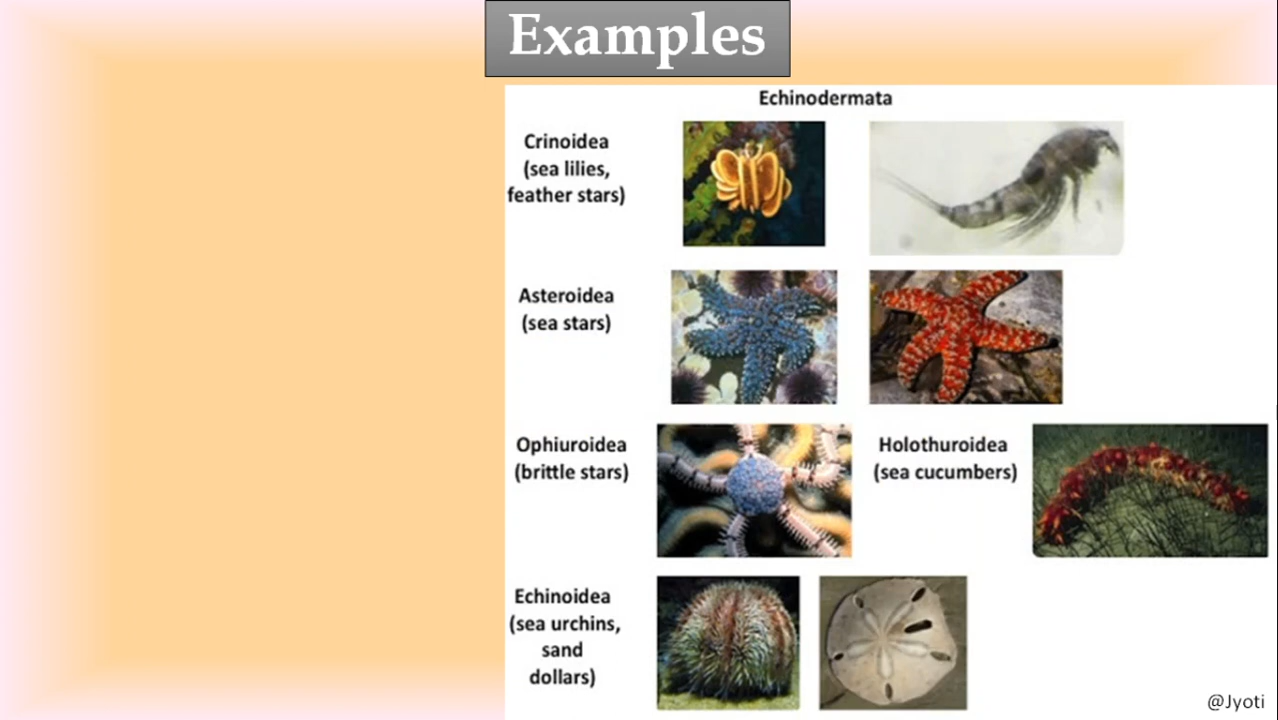 Examples
Echinodermata
Crinoidea
(sea lilies,
feather stars)
Asteroidea
(sea stars)
Ophiuroidea
(brittle stars)
Holothuroidea
(sea cucumbers)
Echinoidea
(sea urchins,
sand
dollars)
@Jyoti